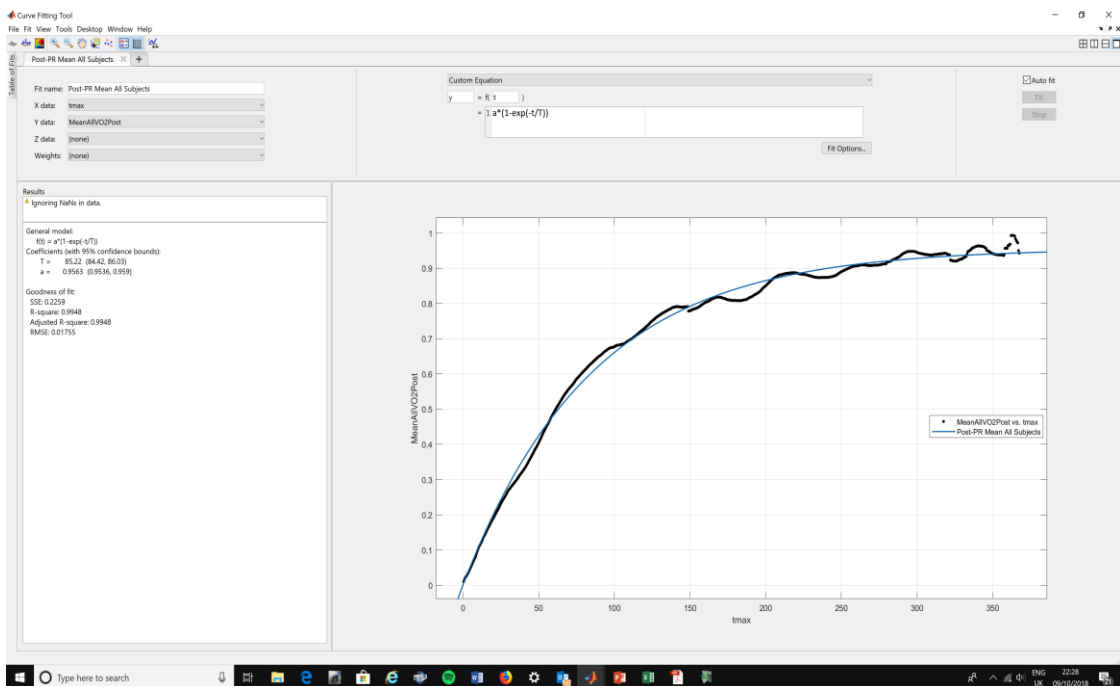 Curve Fitting Tool
File Fit View Tools Desktop Window Help
Table of Fits
Post-PR Mean All Subjects
Fit name: Post-PR Mean All Subjects
X data: tmax
Y data: MeanAllVO2Post
Z data: (none)
Weights: (none)
Custom Equation
y = f( t )
= 1 a*(1-exp(-t/T))
Fit Options...
Auto fit
Fit
Stop
Results
Ignoring NaNs in data.
General model:
f(t) = a*(1-exp(-t/T))
Coefficients (with 95% confidence bounds):
T = 85.22 (84.42, 86.03)
a = 0.9563 (0.9536, 0.959)
Goodness of fit:
SSE: 0.2259
R-square: 0.9948
Adjusted R-square: 0.9948
RMSE: 0.01755
1
0.9
0.8
0.7
0.6
0.5
0.4
0.3
0.2
0.1
0
MeanAllVO2Post
0 50 100 150 200 250 300 350
tmax
MeanAllVO2Post vs. tmax
Post-PR Mean All Subjects
Type here to search
ENG
UK
22:28
09/10/2018